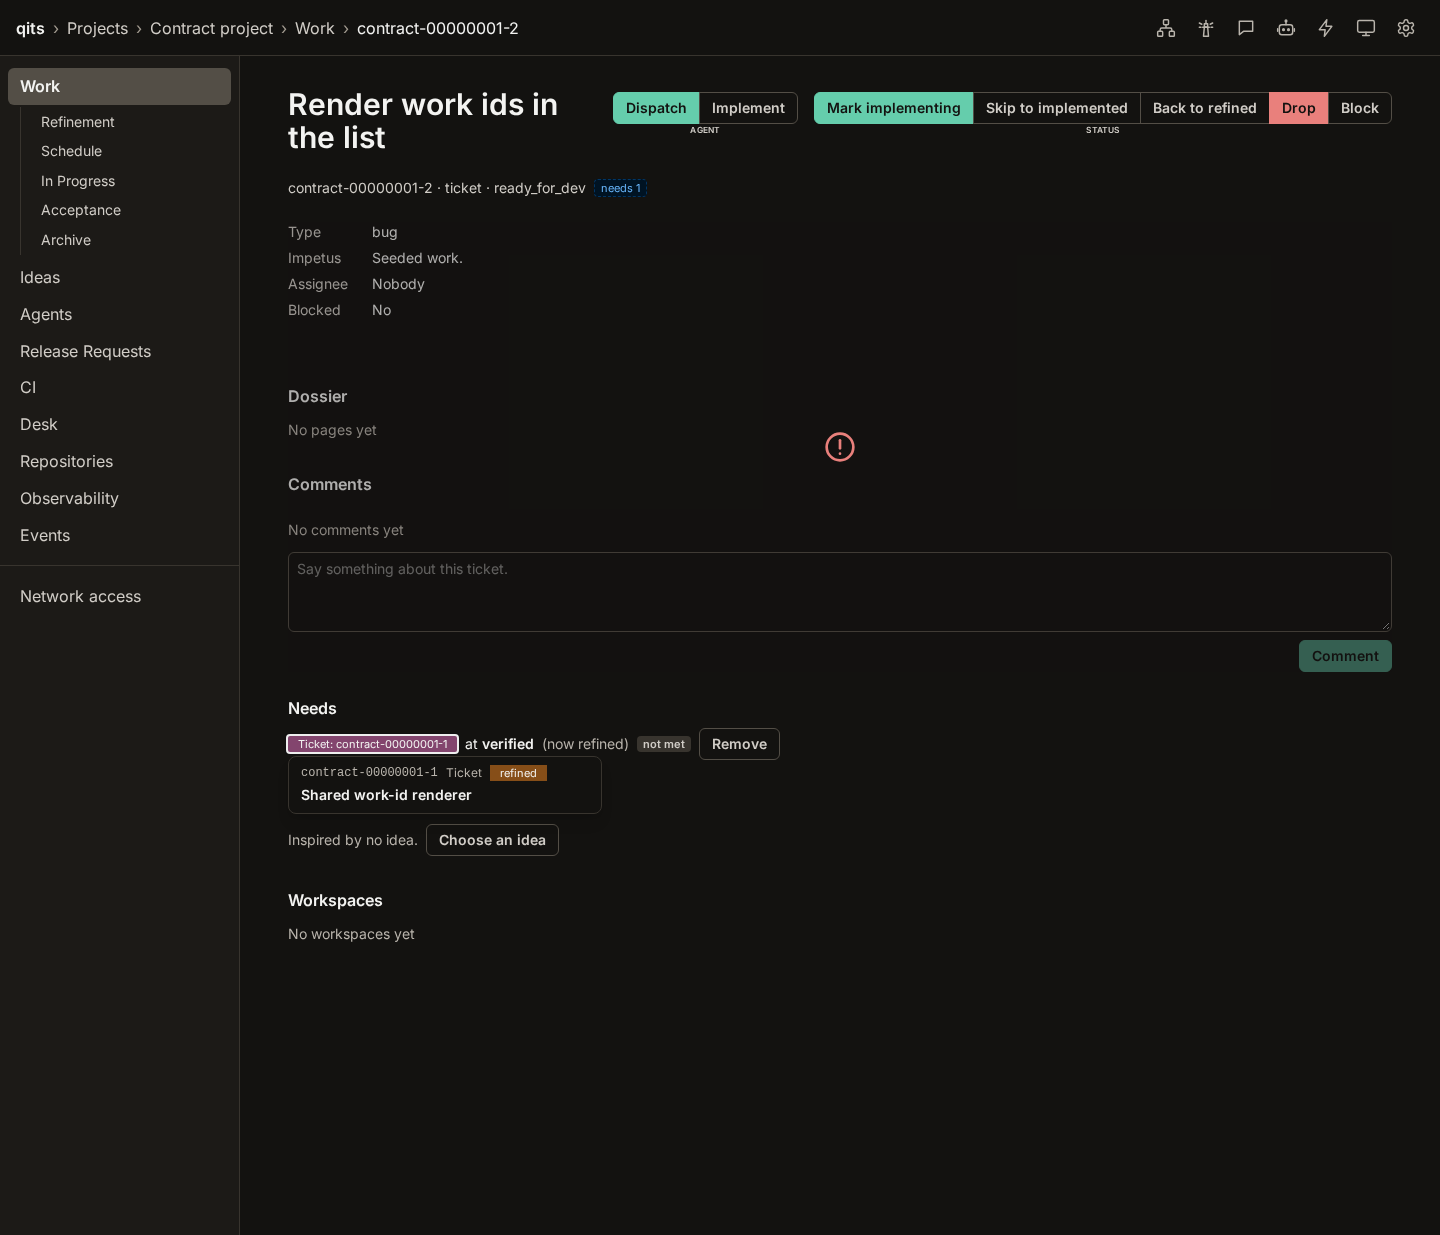 qits › Projects › Contract project › Work › contract-00000001-2
Work
Refinement
Schedule
In Progress
Acceptance
Archive
Ideas
Agents
Release Requests
CI
Desk
Repositories
Observability
Events
Network access
Render work ids in
the list
Dispatch Implement
AGENT
Mark implementing Skip to implemented Back to refined Drop Block
STATUS
contract-00000001-2 · ticket · ready_for_dev needs 1
Type bug
Impetus Seeded work.
Assignee Nobody
Blocked No
Dossier
No pages yet
Comments
No comments yet
Say something about this ticket.
Comment
Needs
Ticket: contract-00000001-1 at verified (now refined) not met Remove
contract-00000001-1 Ticket refined
Shared work-id renderer
Inspired by no idea. Choose an idea
Workspaces
No workspaces yet